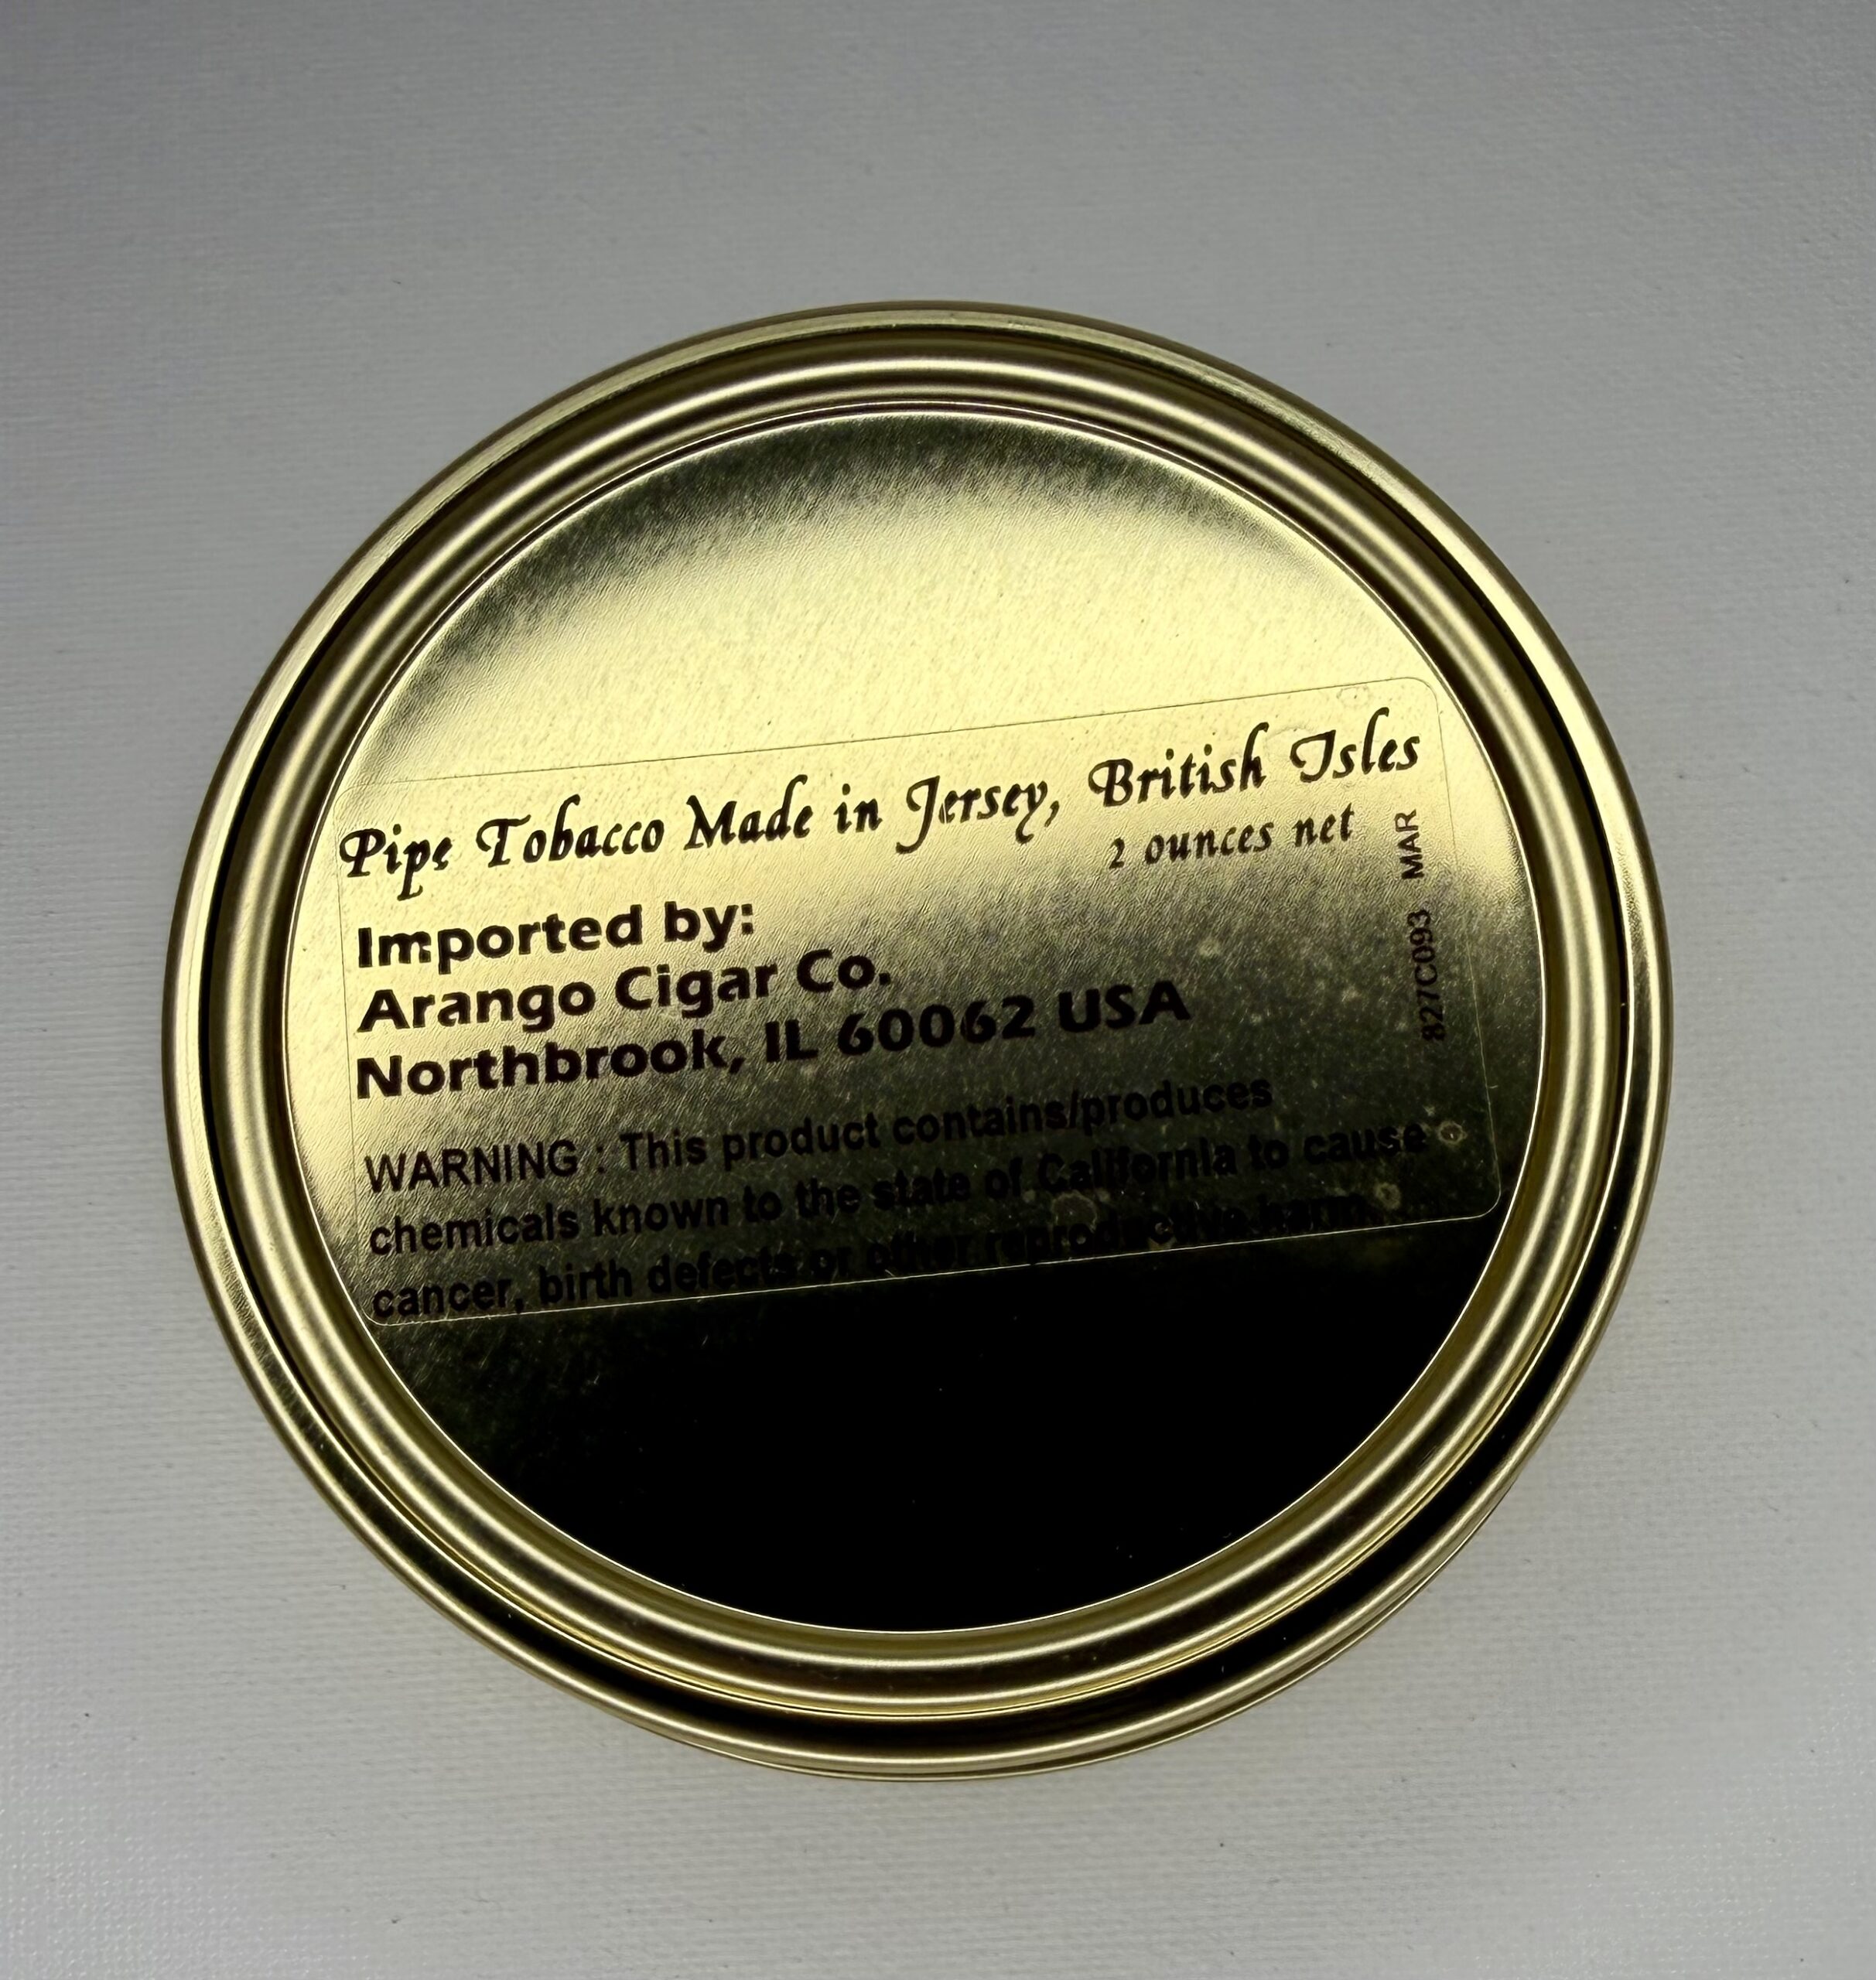 Pipe Tobacco Made in Jersey, British Isles
2 ounces net
Imported by:
Arango Cigar Co.
Northbrook, IL 60062 USA
WARNING : This product contains/produces
chemicals known to the state of California to cause
cancer, birth defects or other reproductive harm.
827C093 MAR